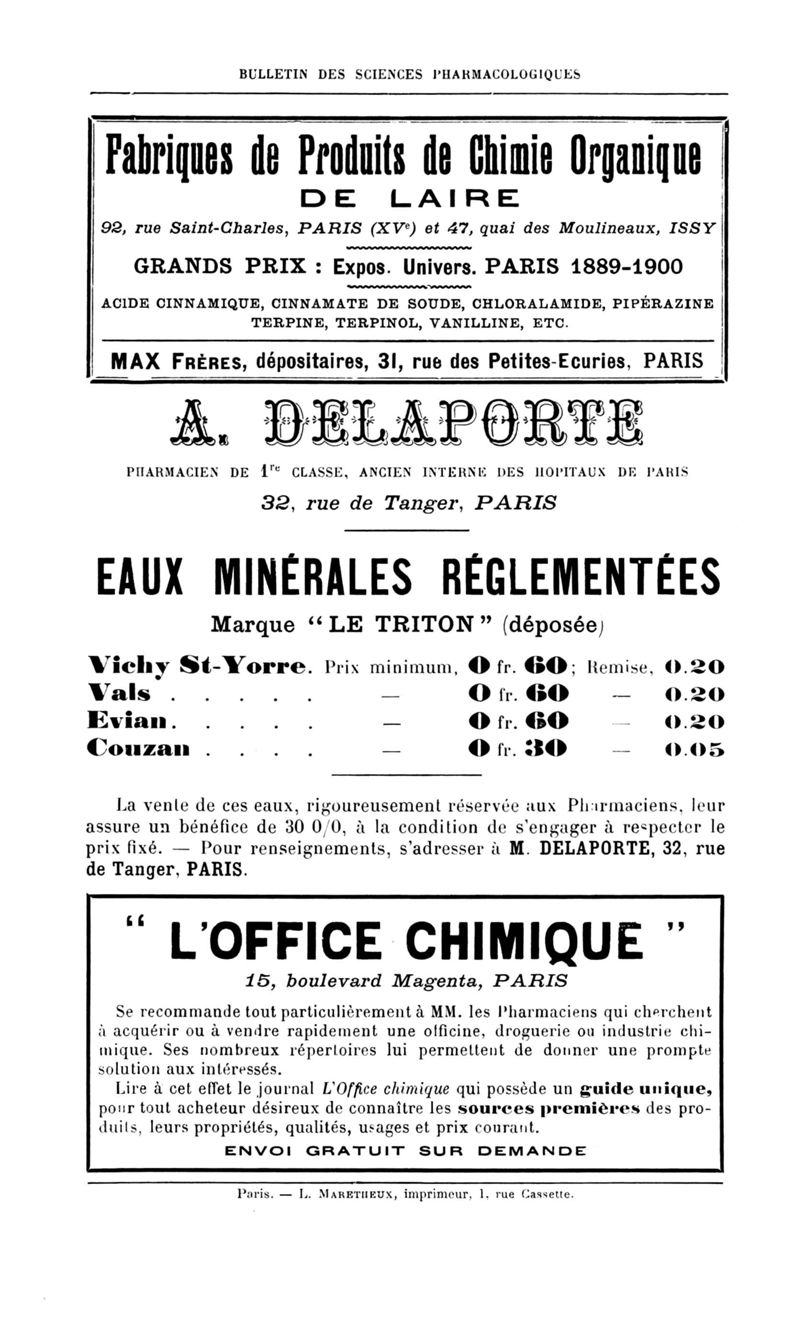 BULLETIN DES SCIENCES PHARMACOLOGIQUES
Fabriques de Produits de Chimie Organique
DE LAIRE
92, rue Saint-Charles, PARIS (XVe) et 47, quai des Moulineaux, ISSY
GRANDS PRIX : Expos. Univers. PARIS 1889-1900
ACIDE CINNAMIQUE, CINNAMATE DE SOUDE, CHLORALAMIDE, PIPÉRAZINE
TERPINE, TERPINOL, VANILLINE, ETC.
MAX FRÈRES, dépositaires, 31, rue des Petites-Ecuries, PARIS
A. DELAPORTE
PHARMACIEN DE 1re CLASSE, ANCIEN INTERNE DES HOPITAUX DE PARIS
32, rue de Tanger, PARIS
EAUX MINÉRALES RÉGLEMENTÉES
Marque “LE TRITON” (déposée)
Vichy St-Yorre. Prix minimum, 0 fr. 60; Remise, 0.20
Vals . . . . . — 0 fr. 60 — 0.20
Evian. . . . . — 0 fr. 60 — 0.20
Couzan . . . . — 0 fr. 30 — 0.05
La vente de ces eaux, rigoureusement réservée aux Pharmaciens, leur
assure un bénéfice de 30 0/0, à la condition de s'engager à respecter le
prix fixé. — Pour renseignements, s'adresser à M. DELAPORTE, 32, rue
de Tanger, PARIS.
“ L'OFFICE CHIMIQUE ”
15, boulevard Magenta, PARIS
Se recommande tout particulièrement à MM. les Pharmaciens qui cherchent
à acquérir ou à vendre rapidement une officine, droguerie ou industrie chi-
mique. Ses nombreux répertoires lui permettent de donner une prompte
solution aux intéressés.
Lire à cet effet le journal L'Office chimique qui possède un guide unique,
pour tout acheteur désireux de connaître les sources premières des pro-
duits, leurs propriétés, qualités, usages et prix courant.
ENVOI GRATUIT SUR DEMANDE
Paris. — L. MARETHEUX, imprimeur, 1, rue Cassette.